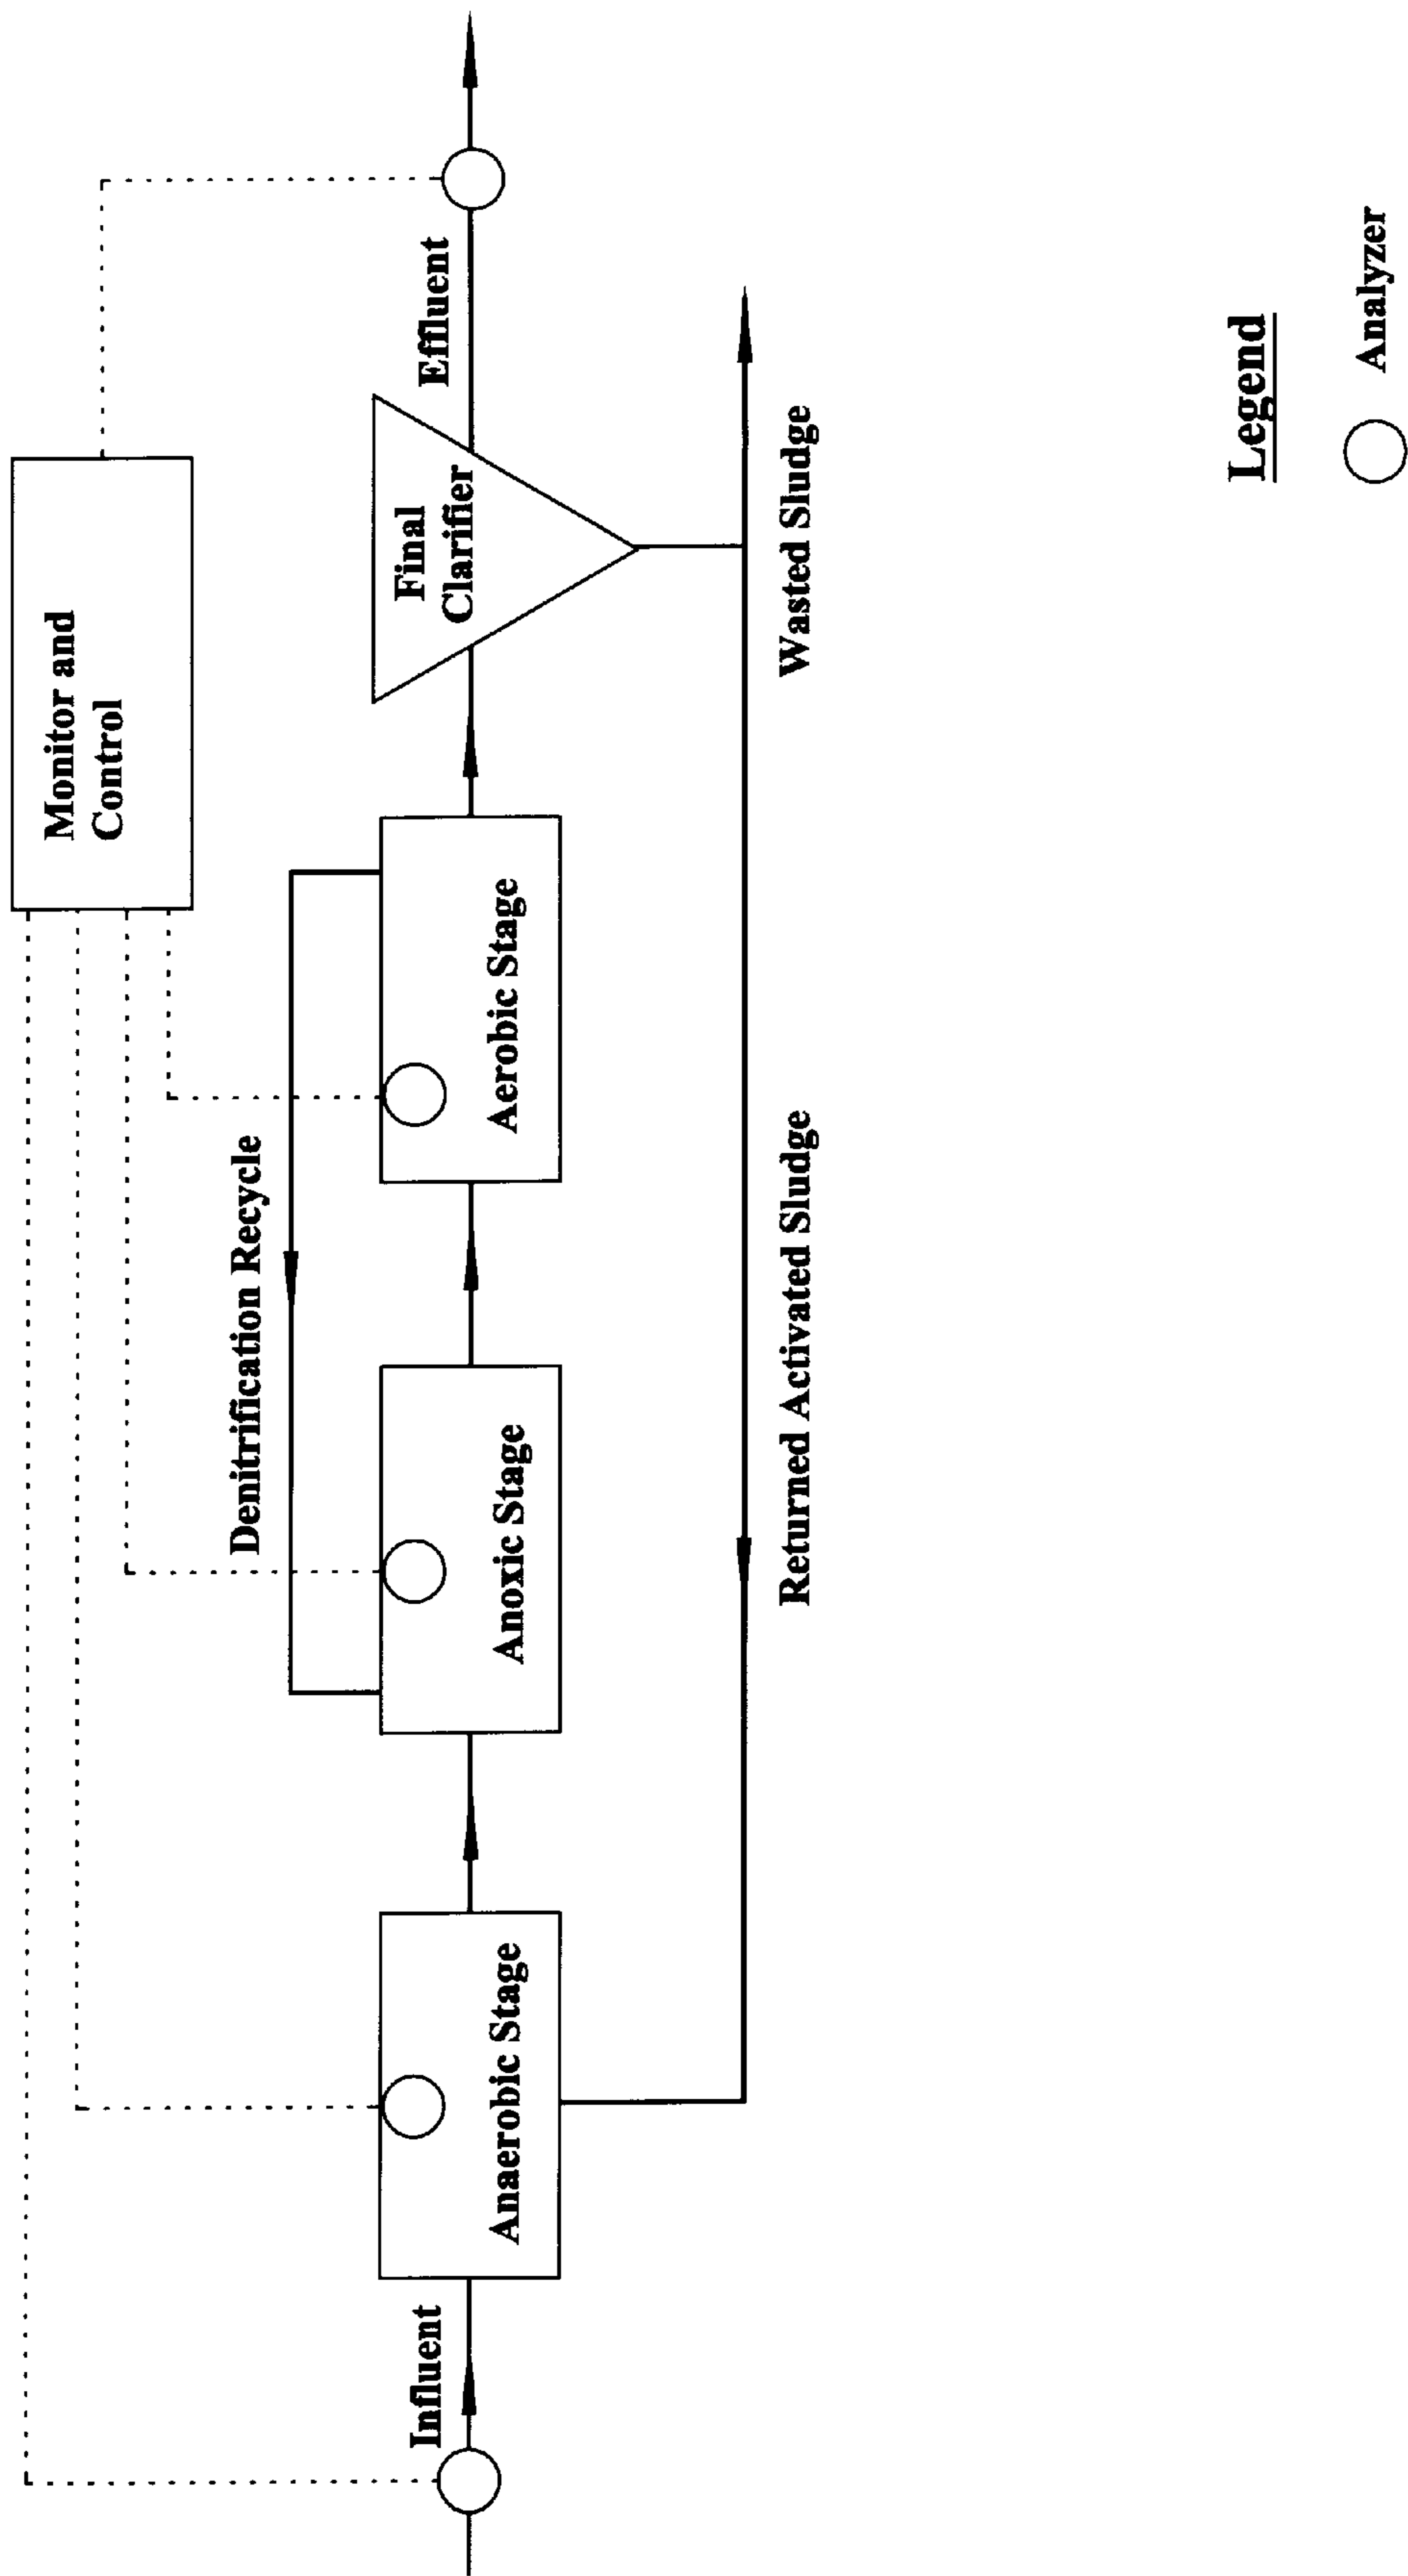 Monitor and
Control
Denitrification Recycle
Influent
Anaerobic Stage
Anoxic Stage
Aerobic Stage
Final
Clarifier
Effluent
Returned Activated Sludge
Wasted Sludge
Legend
Analyzer